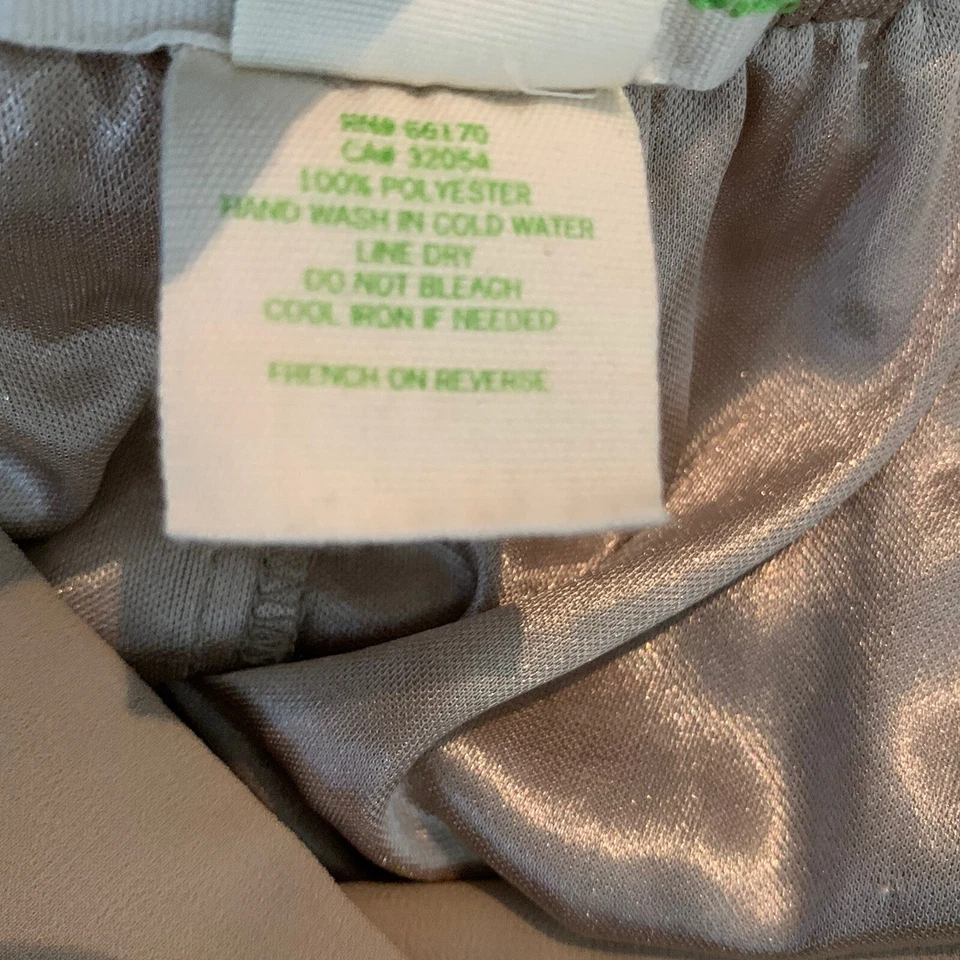 RN# 66170
CA# 32054
100% POLYESTER
HAND WASH IN COLD WATER
LINE DRY
DO NOT BLEACH
COOL IRON IF NEEDED
FRENCH ON REVERSE